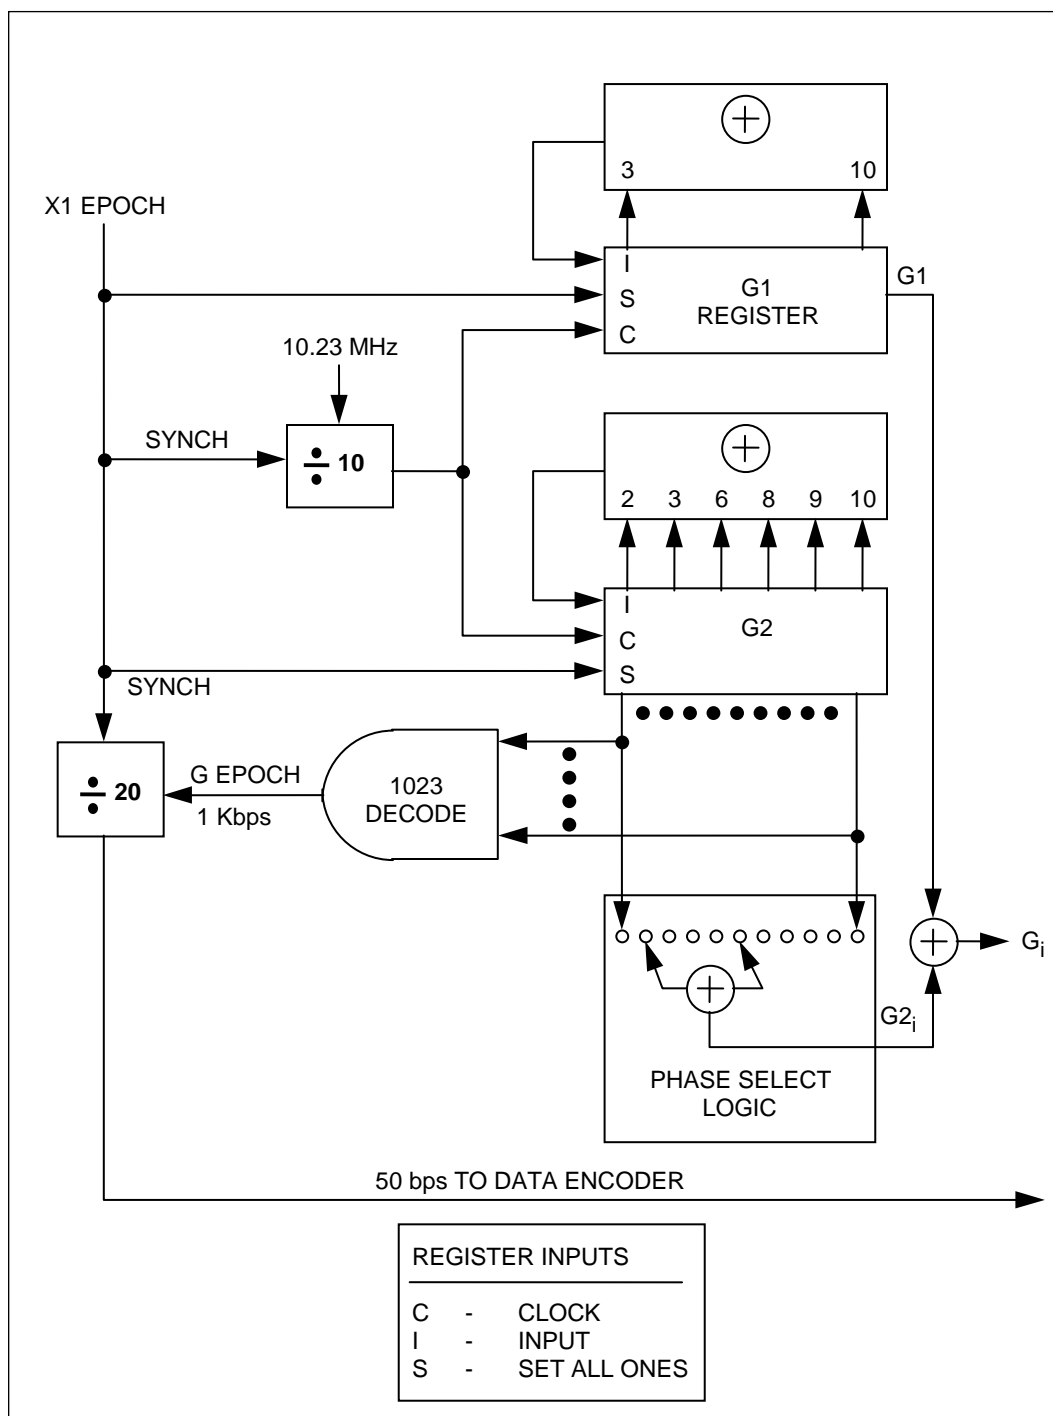 3 10
X1 EPOCH
I
S
C
G1
REGISTER
G1
10.23 MHz
SYNCH
÷ 10
2 3 6 8 9 10
I
C
S
G2
SYNCH
÷ 20
G EPOCH
1 Kbps
1023
DECODE
G2i
Gi
PHASE SELECT
LOGIC
50 bps TO DATA ENCODER
REGISTER INPUTS
C - CLOCK
I - INPUT
S - SET ALL ONES